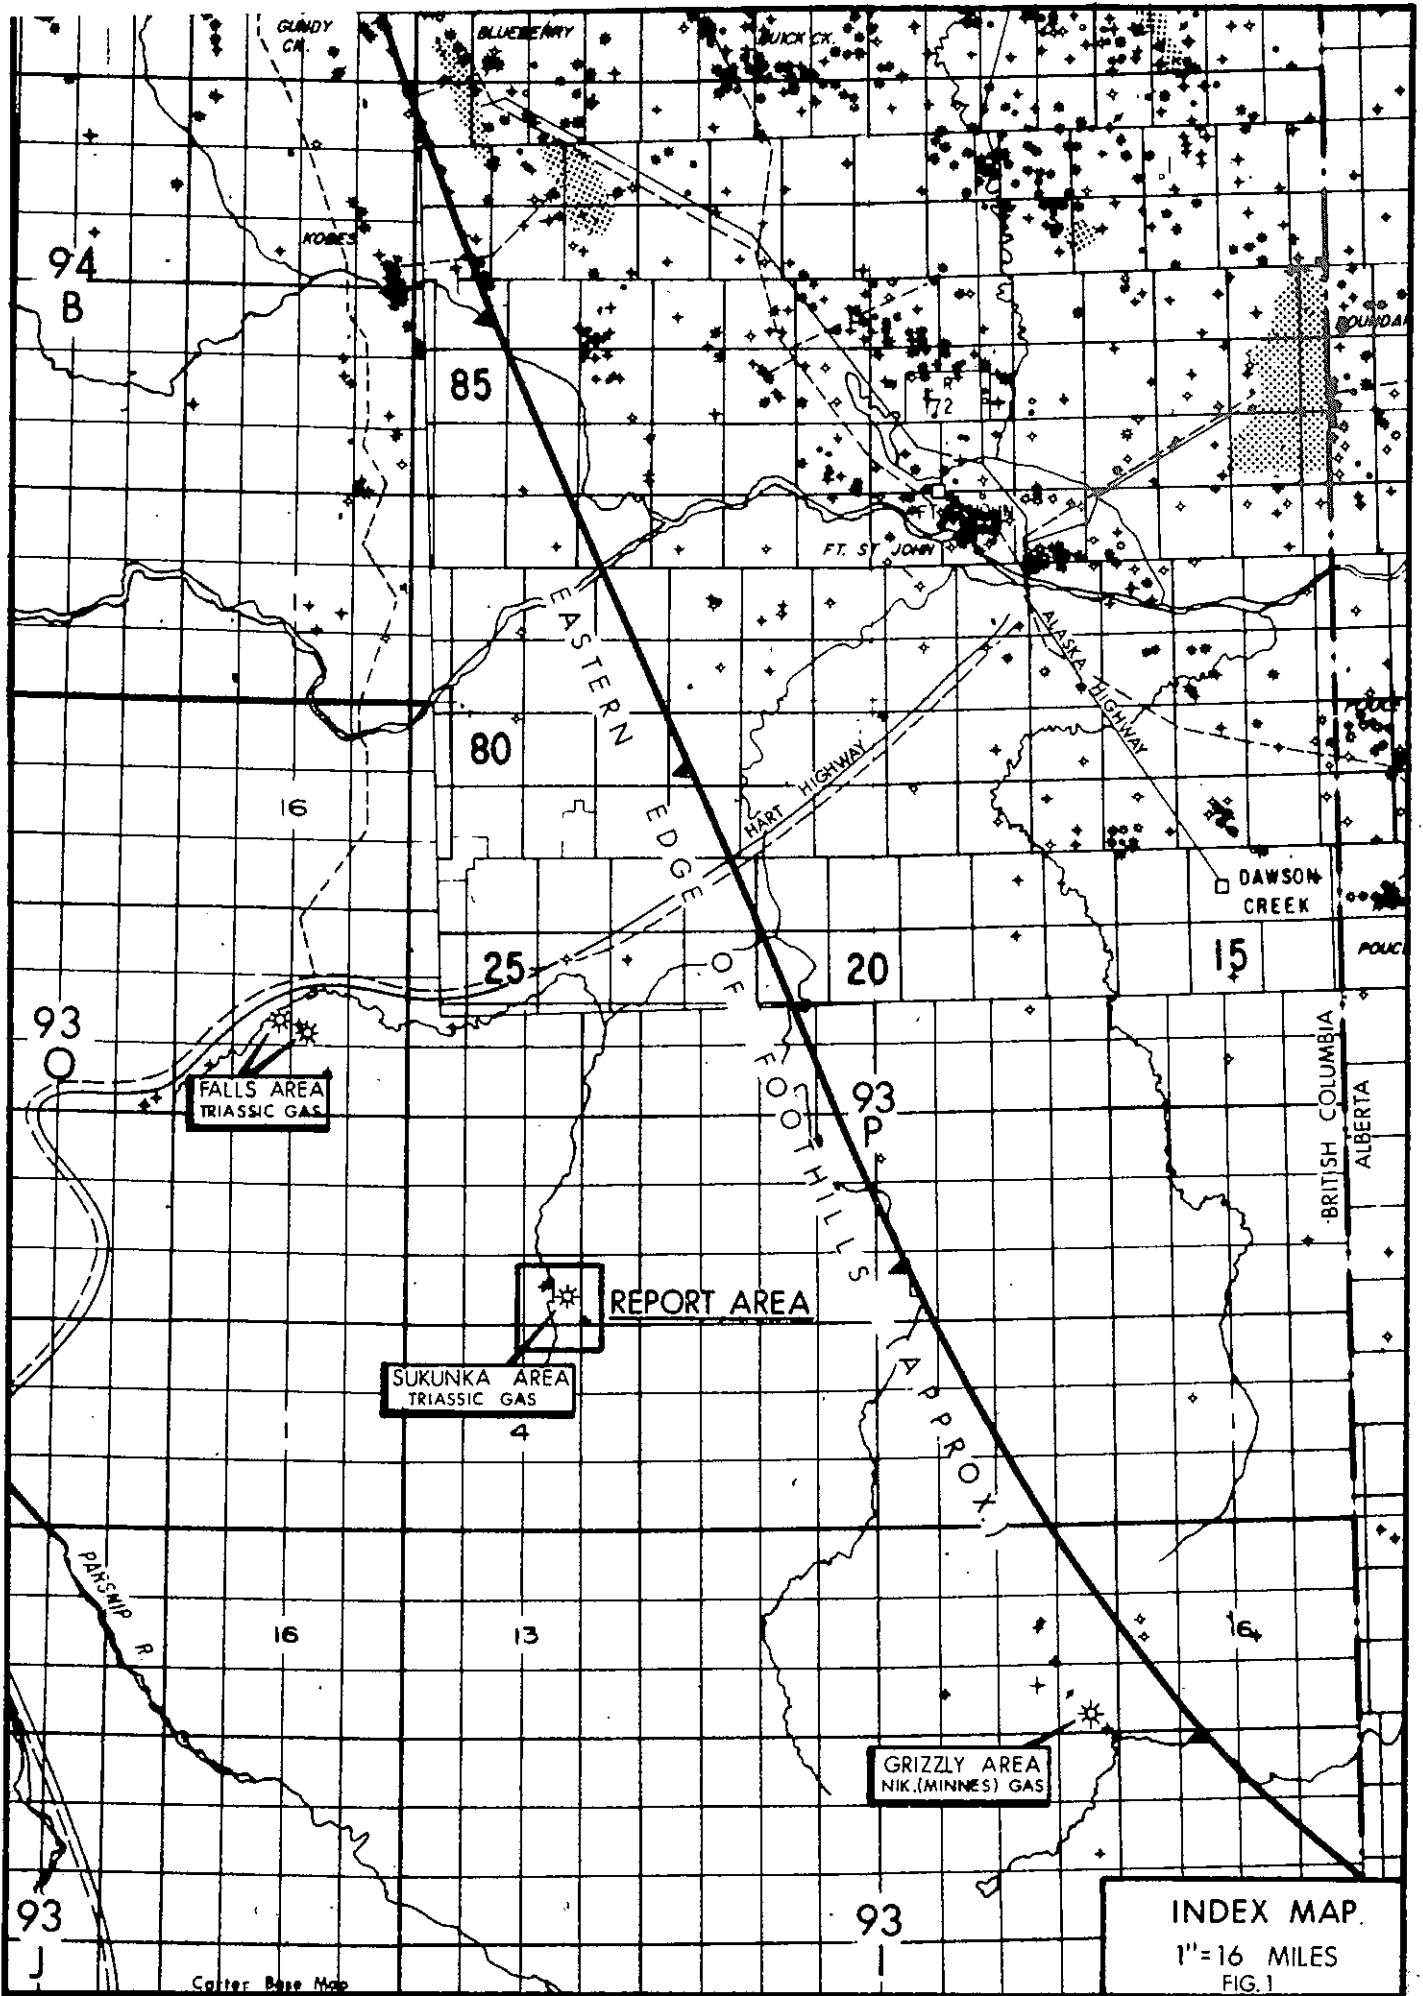 GUNDY
CK.
BLUEBERRY
BUICK CK.
KOBES
94
B
85
R
72
FT. ST JOHN
EASTERN EDGE OF FOOTHILLS APPROX.
ALASKA HIGHWAY
HART HIGHWAY
80
16
DAWSON
CREEK
25
20
15
93
O
FALLS AREA
TRIASSIC GAS
93
P
BRITISH COLUMBIA
ALBERTA
REPORT AREA
SUKUNKA AREA
TRIASSIC GAS
4
PARSNIP R.
16
13
16
GRIZZLY AREA
NIK.(MINNES) GAS
93
J
93
I
Carter Base Map
INDEX MAP.
1"=16 MILES
FIG. 1